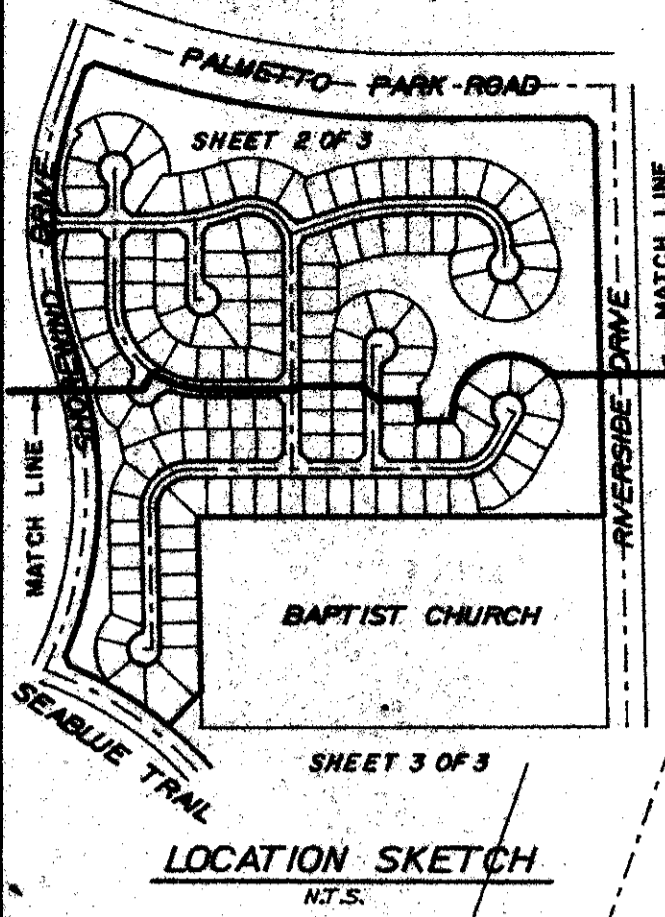 PALMETTO PARK ROAD
SHEET 2 OF 3
SHOREWIND DRIVE
MATCH LINE
RIVERSIDE DRIVE
MATCH LINE
BAPTIST CHURCH
SEABLUE TRAIL
SHEET 3 OF 3
LOCATION SKETCH
N.T.S.